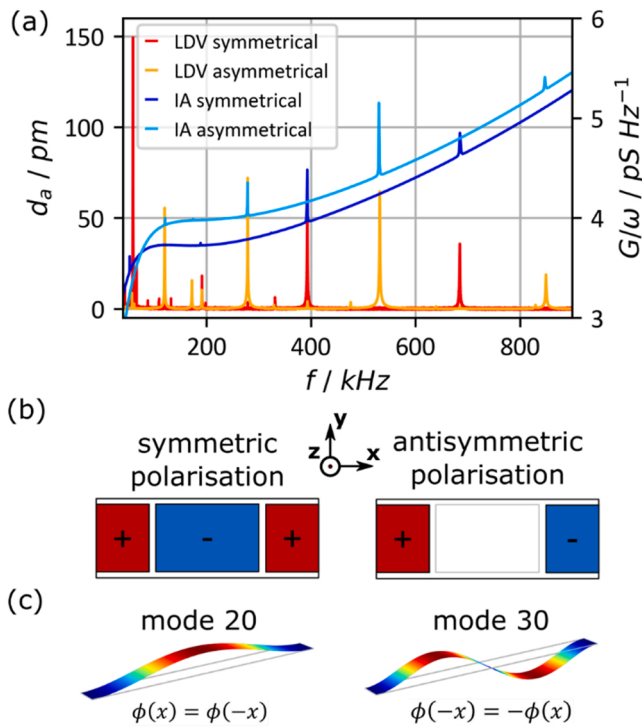 (a)
150
100
50
0
d_a / pm
LDV symmetrical
LDV asymmetrical
IA symmetrical
IA asymmetrical
6
5
4
3
G/ω / pS Hz⁻¹
200 400 600 800
f / kHz
(b)
symmetric
polarisation
y
z
x
antisymmetric
polarisation
+ - +
+ -
(c)
mode 20
mode 30
ϕ(x) = ϕ(−x)
ϕ(−x) = −ϕ(x)